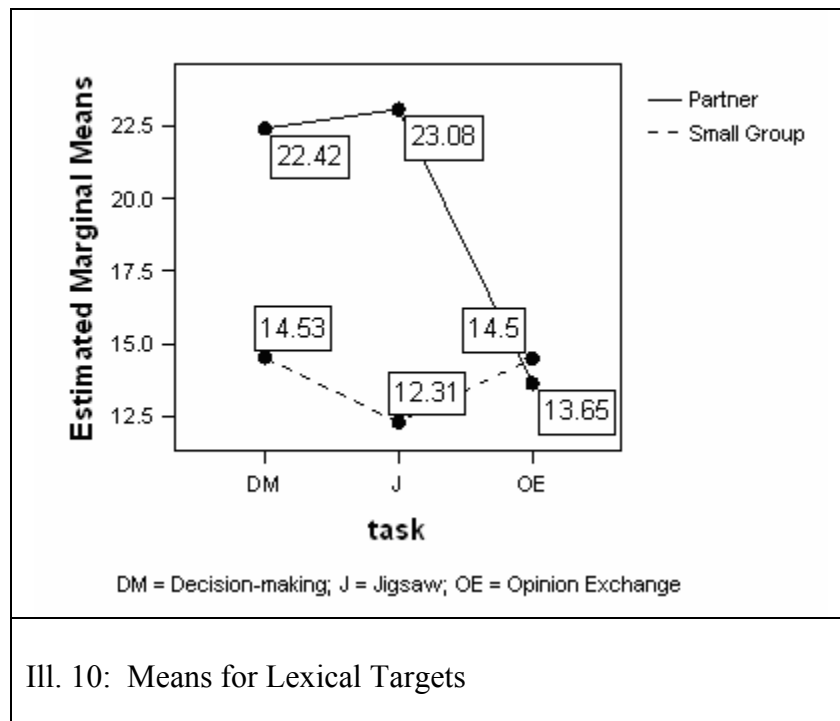 Estimated Marginal Means
22.5
20.0
17.5
15.0
12.5
22.42
23.08
14.53
14.5
12.31
13.65
Partner
Small Group
DM
J
OE
task
DM = Decision-making; J = Jigsaw; OE = Opinion Exchange
Ill. 10: Means for Lexical Targets